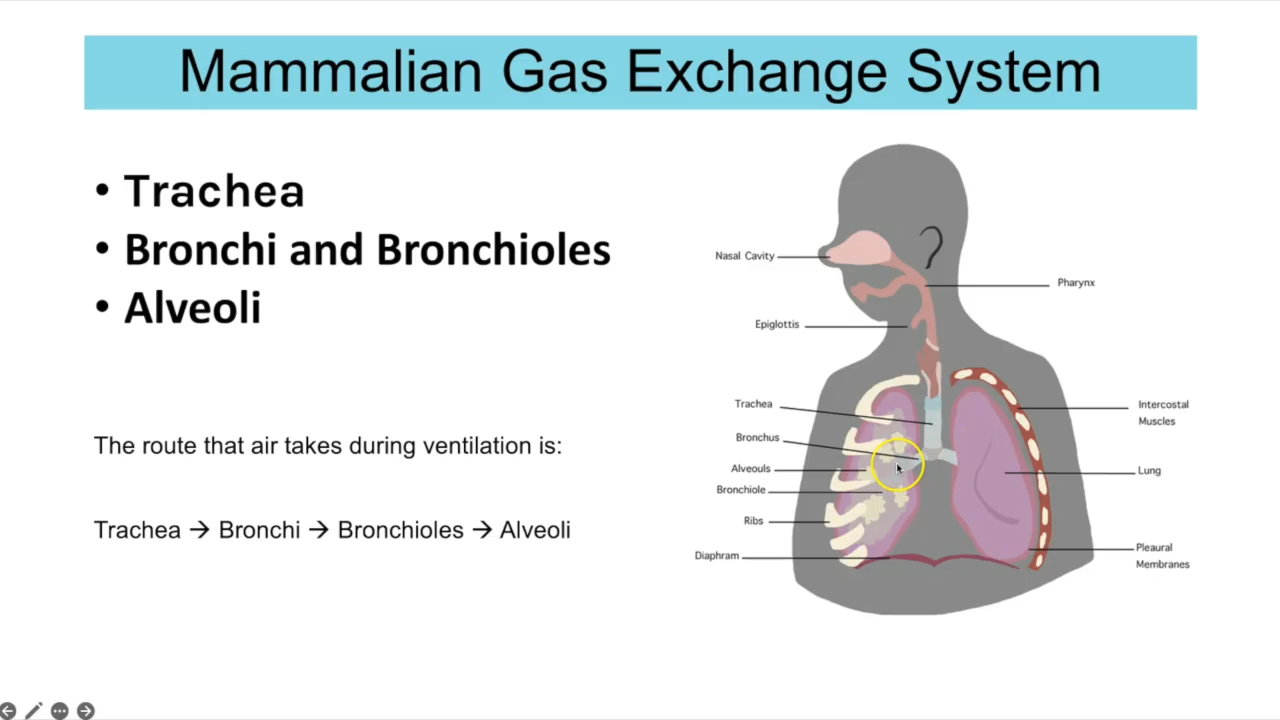 Mammalian Gas Exchange System
• Trachea
• Bronchi and Bronchioles
• Alveoli
The route that air takes during ventilation is:
Trachea → Bronchi → Bronchioles → Alveoli
Nasal Cavity
Pharynx
Epiglottis
Trachea
Intercostal
Muscles
Bronchus
Alveouls
Lung
Bronchiole
Ribs
Diaphram
Pleaural
Membranes